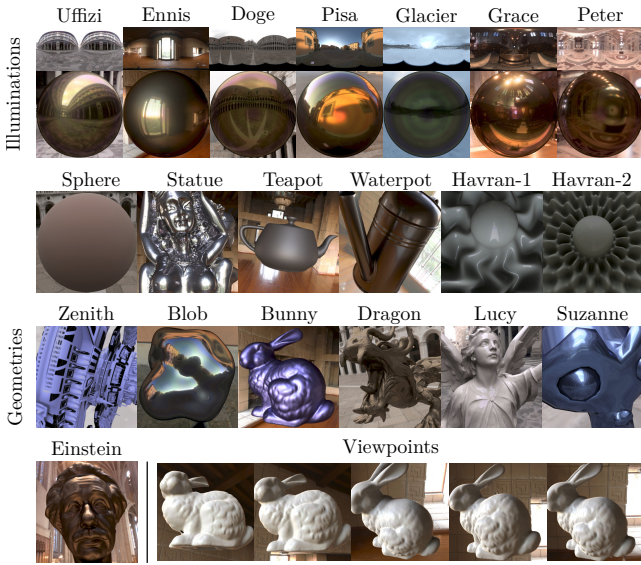 Uffizi Ennis Doge Pisa Glacier Grace Peter
Illuminations
Sphere Statue Teapot Waterpot Havran-1 Havran-2
Geometries
Zenith Blob Bunny Dragon Lucy Suzanne
Einstein Viewpoints